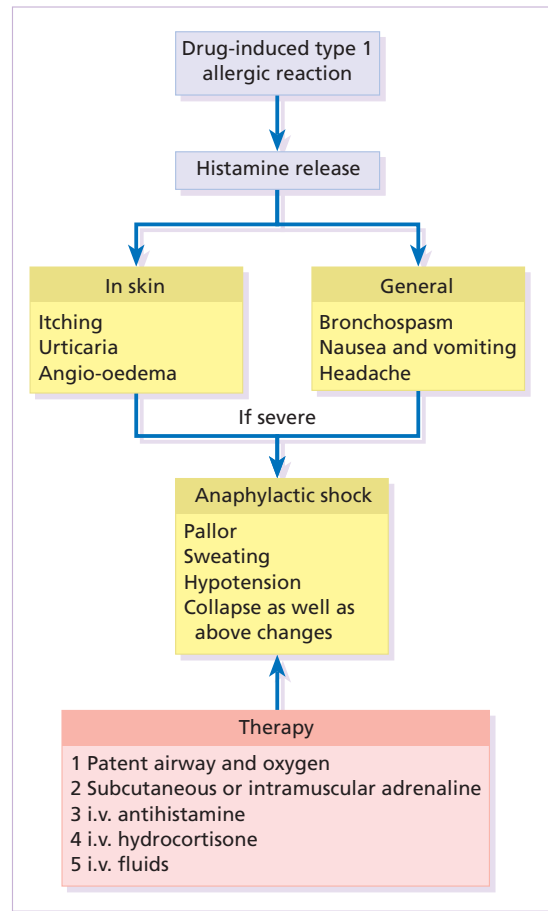 Drug-induced type 1
allergic reaction
Histamine release
In skin
Itching
Urticaria
Angio-oedema
General
Bronchospasm
Nausea and vomiting
Headache
If severe
Anaphylactic shock
Pallor
Sweating
Hypotension
Collapse as well as
above changes
Therapy
1 Patent airway and oxygen
2 Subcutaneous or intramuscular adrenaline
3 i.v. antihistamine
4 i.v. hydrocortisone
5 i.v. fluids